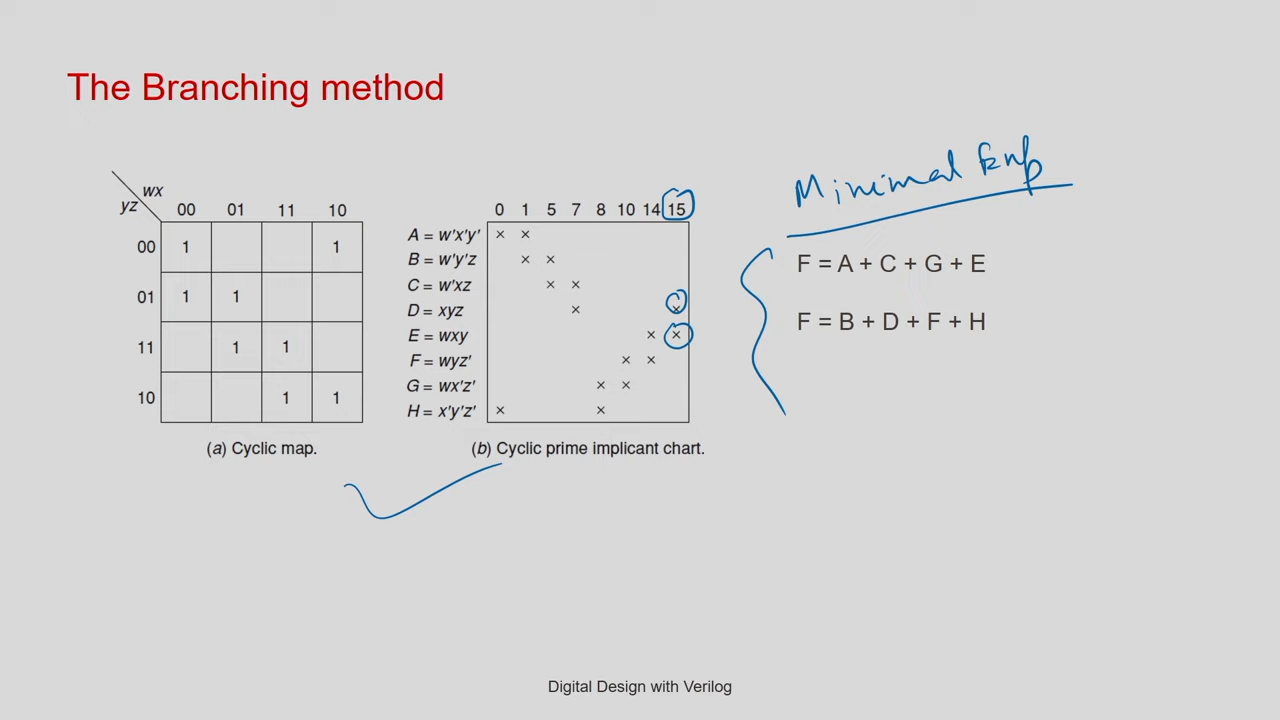 The Branching method
Minimal
wx
yz
00 01 11 10
00 1 1
01 1 1
11 1 1
10 1 1
(a) Cyclic map.
0 1 5 7 8 10 14 15
A = w'x'y' × ×
B = w'y'z × ×
C = w'xz × ×
D = xyz × ×
E = wxy × ×
F = wyz' × ×
G = wx'z' × ×
H = x'y'z' × ×
(b) Cyclic prime implicant chart.
F = A + C + G + E
F = B + D + F + H
Digital Design with Verilog